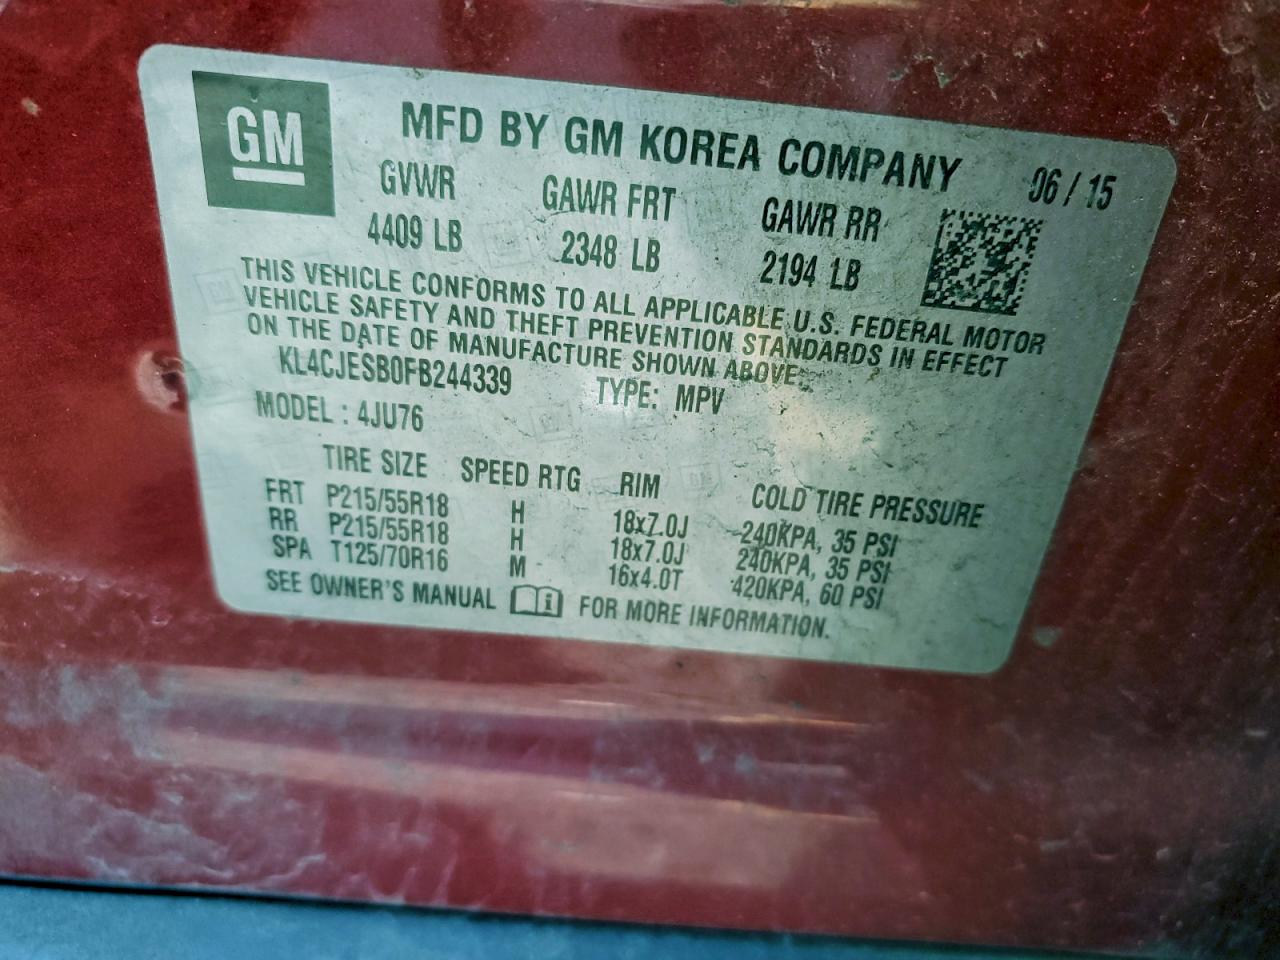 GM
MFD BY GM KOREA COMPANY 06 / 15
GVWR GAWR FRT GAWR RR
4409 LB 2348 LB 2194 LB
THIS VEHICLE CONFORMS TO ALL APPLICABLE U.S. FEDERAL MOTOR
VEHICLE SAFETY AND THEFT PREVENTION STANDARDS IN EFFECT
ON THE DATE OF MANUFACTURE SHOWN ABOVE.
KL4CJESB0FB244339 TYPE: MPV
MODEL : 4JU76
TIRE SIZE SPEED RTG RIM COLD TIRE PRESSURE
FRT P215/55R18 H 18x7.0J 240KPA, 35 PSI
RR P215/55R18 H 18x7.0J 240KPA, 35 PSI
SPA T125/70R16 M 16x4.0T 420KPA, 60 PSI
SEE OWNER'S MANUAL FOR MORE INFORMATION.